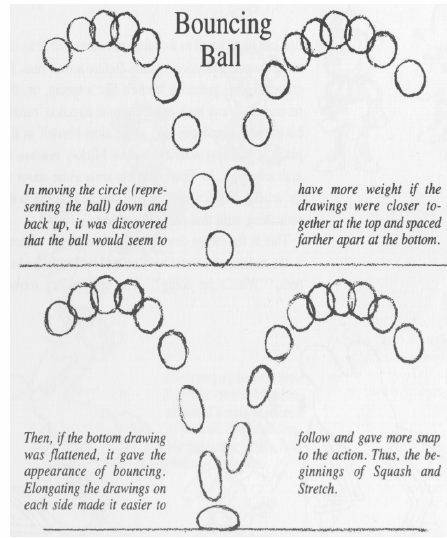 Bouncing
Ball
In moving the circle (repre-
senting the ball) down and
back up, it was discovered
that the ball would seem to
have more weight if the
drawings were closer to-
gether at the top and spaced
farther apart at the bottom.
Then, if the bottom drawing
was flattened, it gave the
appearance of bouncing.
Elongating the drawings on
each side made it easier to
follow and gave more snap
to the action. Thus, the be-
ginnings of Squash and
Stretch.